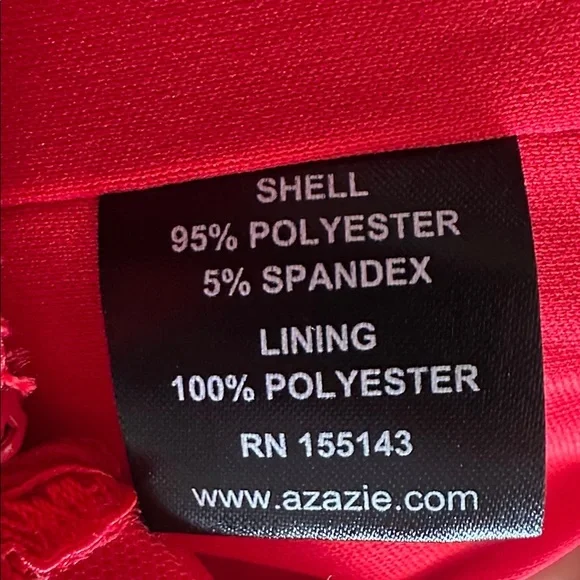 SHELL
95% POLYESTER
5% SPANDEX
LINING
100% POLYESTER
RN 155143
www.azazie.com